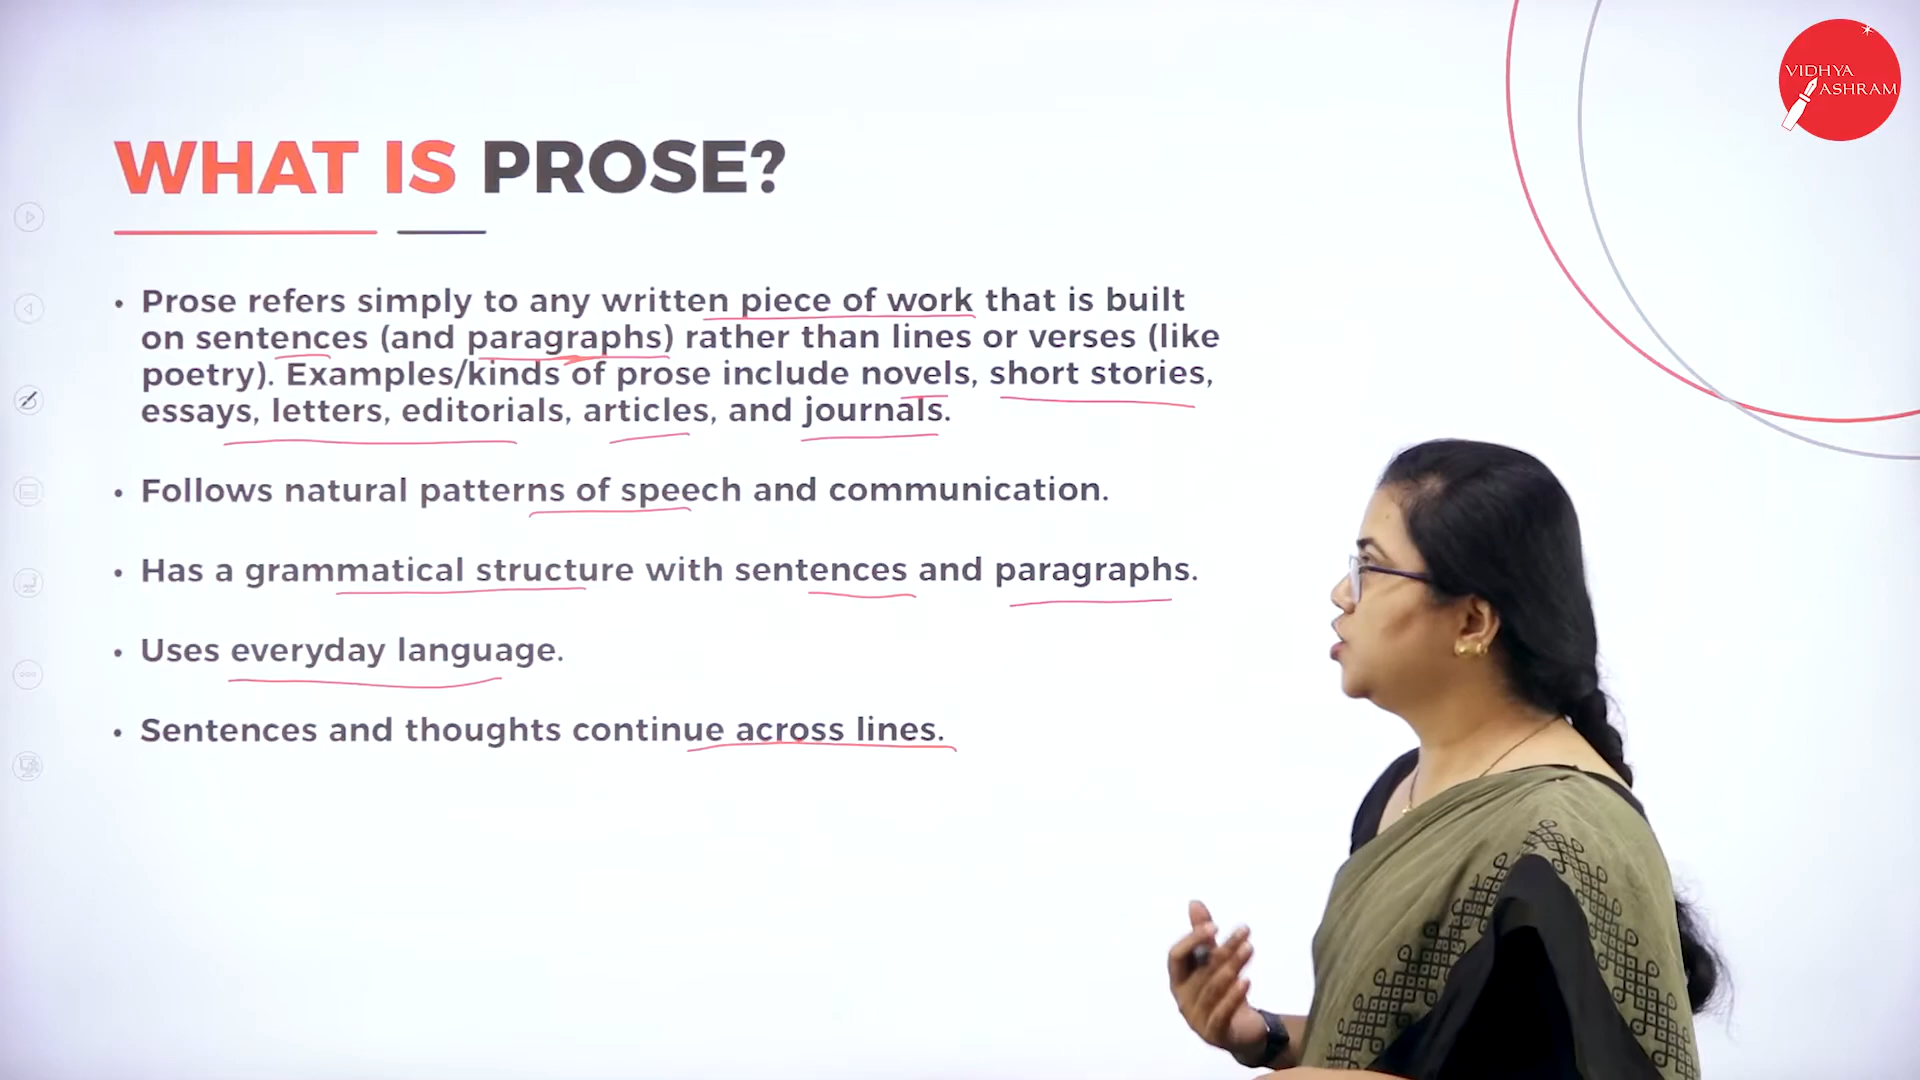 VIDHYA
ASHRAM
WHAT IS PROSE?
• Prose refers simply to any written piece of work that is built
on sentences (and paragraphs) rather than lines or verses (like
poetry). Examples/kinds of prose include novels, short stories,
essays, letters, editorials, articles, and journals.
• Follows natural patterns of speech and communication.
• Has a grammatical structure with sentences and paragraphs.
• Uses everyday language.
• Sentences and thoughts continue across lines.